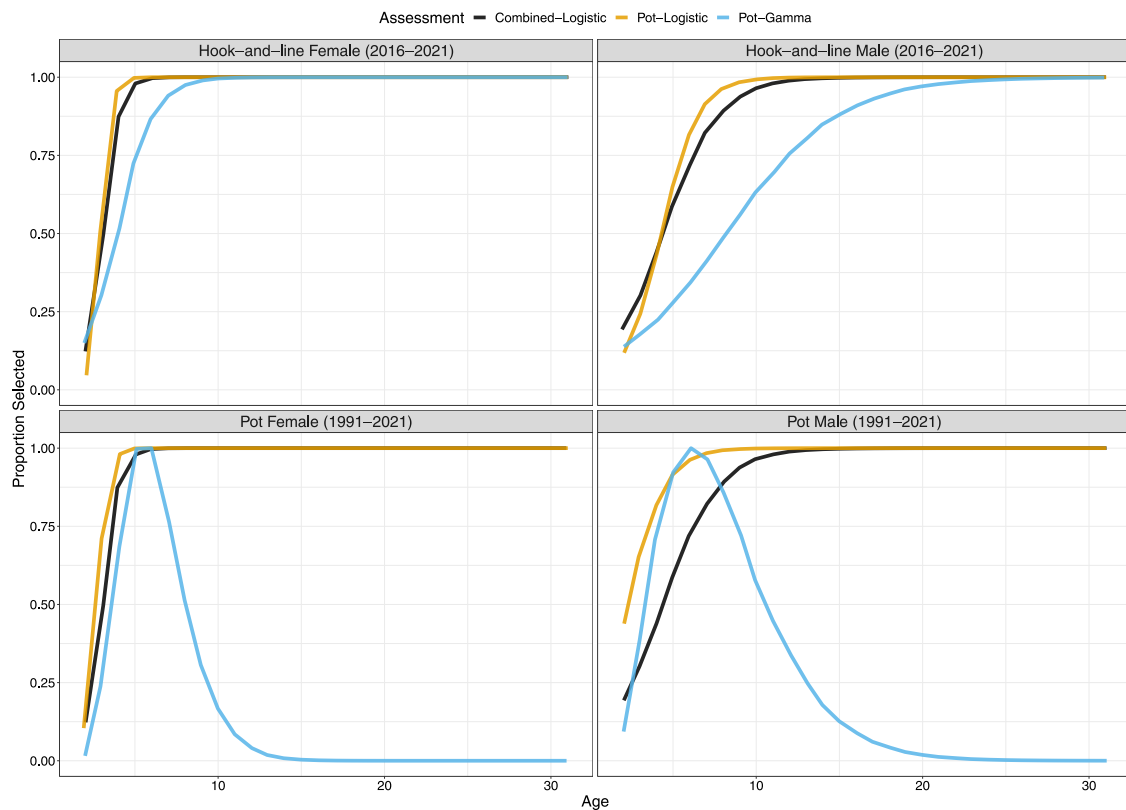 Assessment Combined−Logistic Pot−Logistic Pot−Gamma
Hook−and−line Female (2016−2021) Hook−and−line Male (2016−2021)
1.00
0.75
0.50
0.25
0.00
Pot Female (1991−2021) Pot Male (1991−2021)
1.00
0.75
0.50
0.25
0.00
Proportion Selected
10 20 30 10 20 30
Age